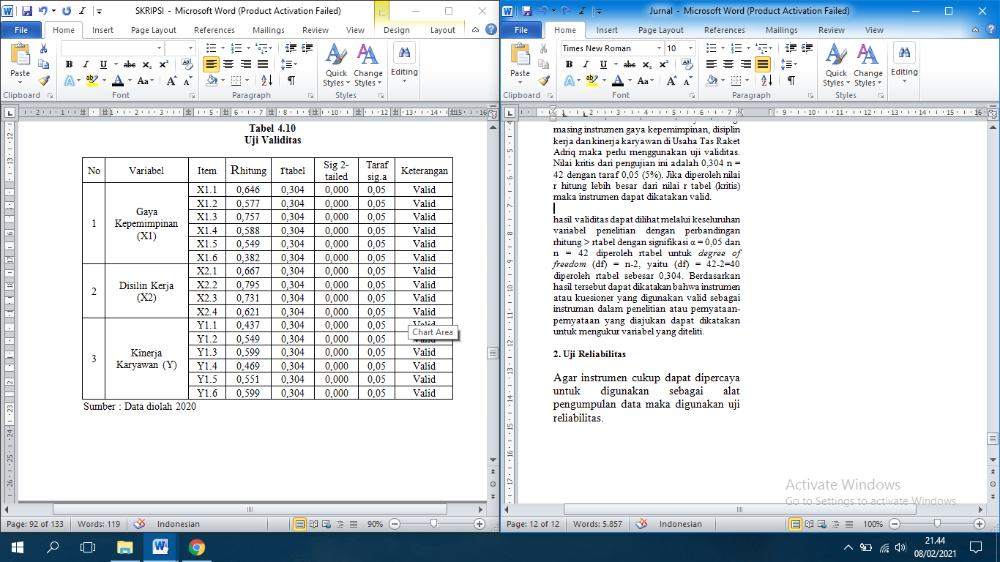 SKRIPSI - Microsoft Word (Product Activation Failed)
File Home Insert Page Layout References Mailings Review View Design Layout
Paste
B I U abc x₂ x²
Aa A A
Quick Styles
Change Styles
Editing
Clipboard Font Paragraph Styles
Tabel 4.10
Uji Validitas
No Variabel Item Rhitung rtabel Sig 2-tailed Taraf sig.a Keterangan
1 Gaya Kepemimpinan (X1)
X1.1 0,646 0,304 0,000 0,05 Valid
X1.2 0,577 0,304 0,000 0,05 Valid
X1.3 0,757 0,304 0,000 0,05 Valid
X1.4 0,588 0,304 0,000 0,05 Valid
X1.5 0,549 0,304 0,000 0,05 Valid
X1.6 0,382 0,304 0,000 0,05 Valid
2 Disilin Kerja (X2)
X2.1 0,667 0,304 0,000 0,05 Valid
X2.2 0,795 0,304 0,000 0,05 Valid
X2.3 0,731 0,304 0,000 0,05 Valid
X2.4 0,621 0,304 0,000 0,05 Valid
3 Kinerja Karyawan (Y)
Y1.1 0,437 0,304 0,000 0,05 Valid
Chart Area
Y1.2 0,549 0,304 0,000 0,05 Valid
Y1.3 0,599 0,304 0,000 0,05 Valid
Y1.4 0,469 0,304 0,000 0,05 Valid
Y1.5 0,551 0,304 0,000 0,05 Valid
Y1.6 0,599 0,304 0,000 0,05 Valid
Sumber : Data diolah 2020
Page: 92 of 133 Words: 119 Indonesian 90%
Jurnal - Microsoft Word (Product Activation Failed)
File Home Insert Page Layout References Mailings Review View
Paste
Times New Roman 10
B I U abc x₂ x²
Aa A A
Quick Styles
Change Styles
Editing
Clipboard Font Paragraph Styles
masing instrumen gaya kepemimpinan, disiplin
kerja dan kinerja karyawan di Usaha Tas Raket
Adriq maka perlu menggunakan uji validitas.
Nilai kritis dari pengujian ini adalah 0,304 n =
42 dengan taraf 0,05 (5%). Jika diperoleh nilai
r hitung lebih besar dari nilai r tabel (kritis)
maka instrumen dapat dikatakan valid.
hasil validitas dapat dilihat melalui keseluruhan
variabel penelitian dengan perbandingan
rhitung > rtabel dengan signifikasi α = 0,05 dan
n = 42 diperoleh rtabel untuk degree of
freedom (df) = n-2, yaitu (df) = 42-2=40
diperoleh rtabel sebesar 0,304. Berdasarkan
hasil tersebut dapat dikatakan bahwa instrumen
atau kuesioner yang digunakan valid sebagai
instruman dalam penelitian atau pernyataan-
pernyataan yang diajukan dapat dikatakan
untuk mengukur variabel yang diteliti.
2. Uji Reliabilitas
Agar instrumen cukup dapat dipercaya
untuk digunakan sebagai alat
pengumpulan data maka digunakan uji
reliabilitas.
Activate Windows
Go to Settings to activate Windows.
Page: 12 of 12 Words: 5.857 Indonesian 100%
21.44
08/02/2021